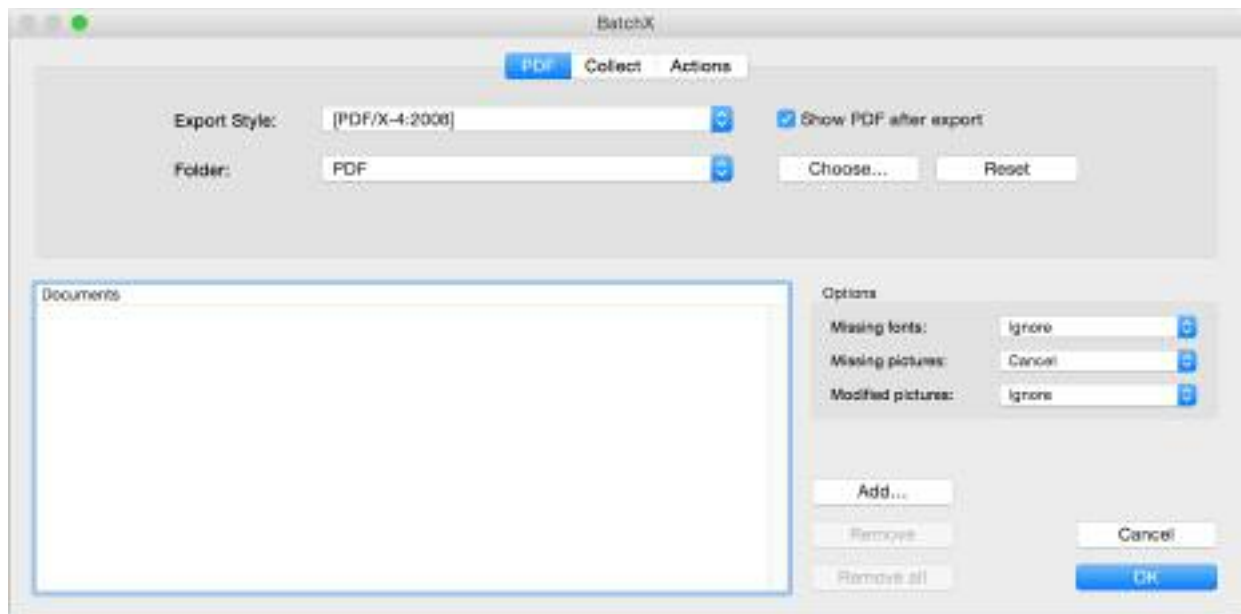 BatchX
PDF Collect Actions
Export Style: [PDF/X-4:2008] Show PDF after export
Folder: PDF Choose... Reset
Documents
Options
Missing fonts: Ignore
Missing pictures: Cancel
Modified pictures: Ignore
Add...
Remove Cancel
Remove all OK